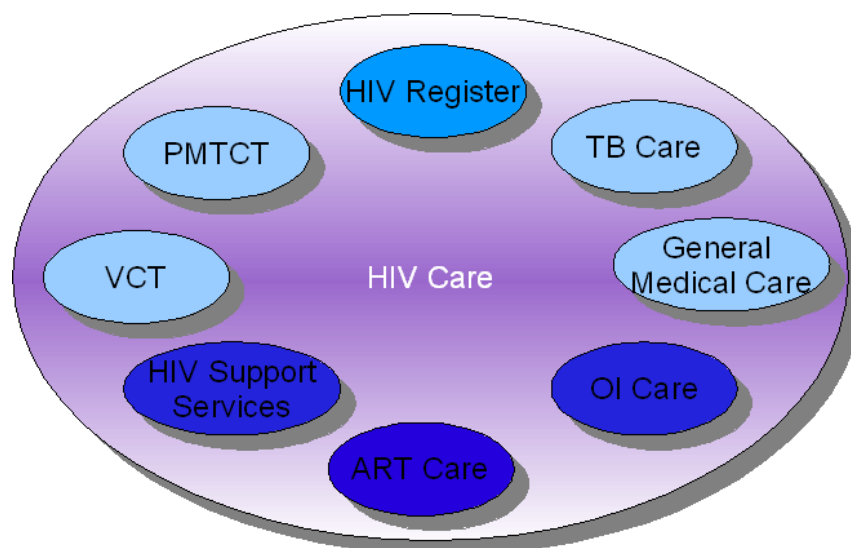 HIV Register
PMTCT
TB Care
VCT
HIV Care
General
Medical Care
HIV Support
Services
OI Care
ART Care